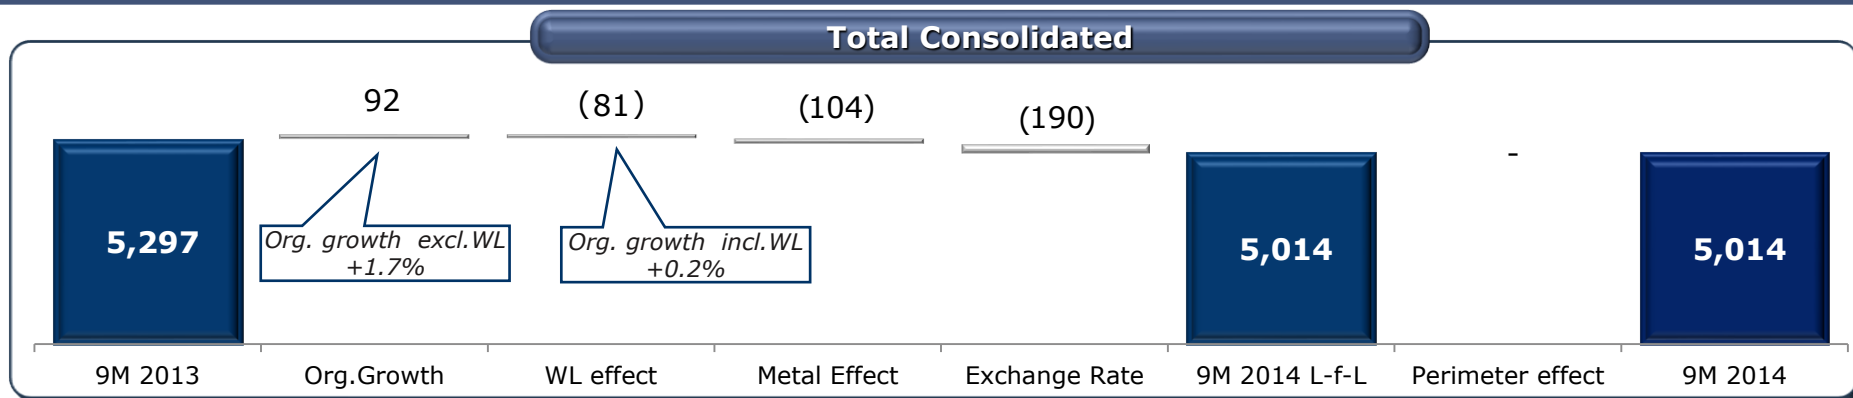 Total Consolidated
92
(81)
(104)
(190)
-
Org. growth excl.WL
+1.7%
Org. growth incl.WL
+0.2%
5,297
5,014
5,014
9M 2013
Org.Growth
WL effect
Metal Effect
Exchange Rate
9M 2014 L-f-L
Perimeter effect
9M 2014